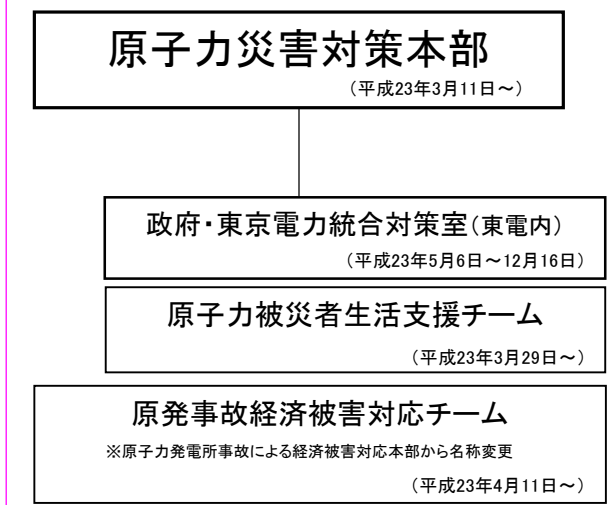 原子力災害対策本部
（平成23年3月11日～）
政府・東京電力統合対策室（東電内）
（平成23年5月6日～12月16日）
原子力被災者生活支援チーム
（平成23年3月29日～）
原発事故経済被害対応チーム
※原子力発電所事故による経済被害対応本部から名称変更
（平成23年4月11日～）